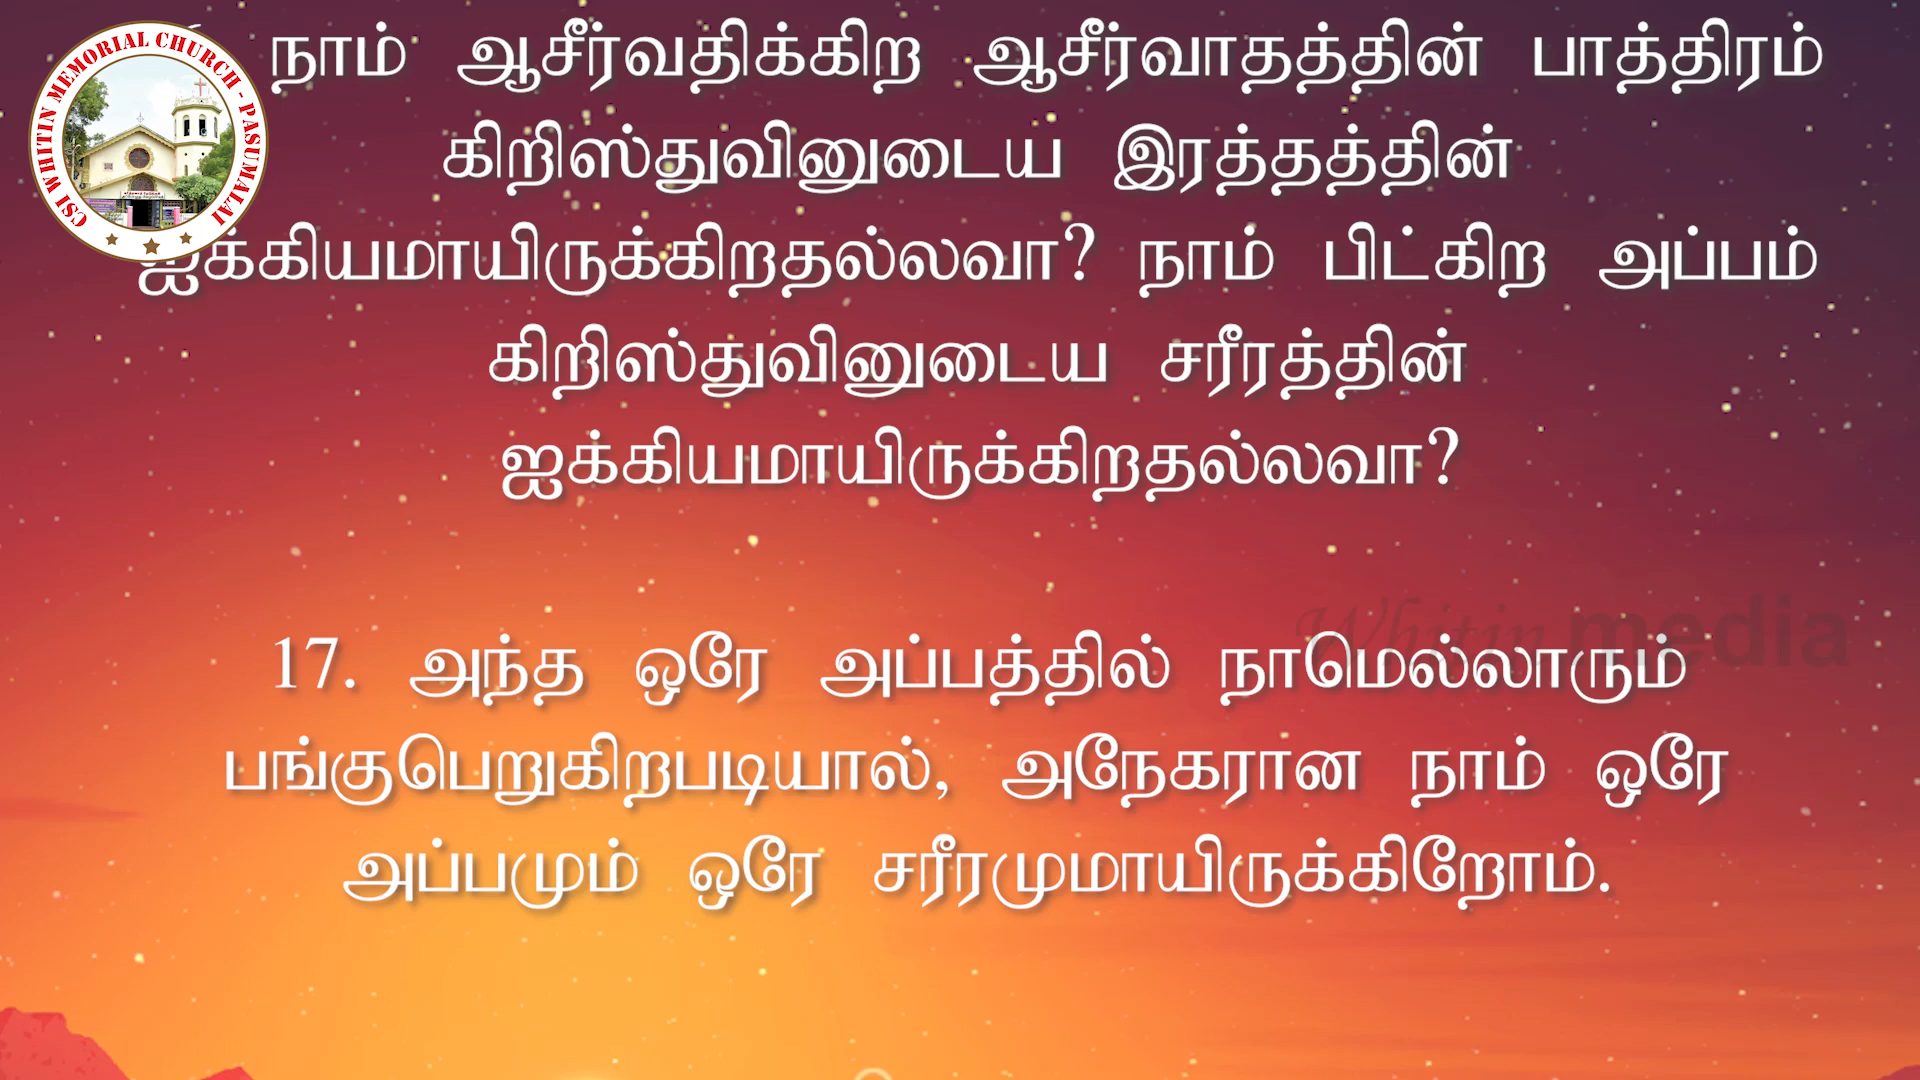 CSI WHITIN MEMORIAL CHURCH - PASUMALAI
நாம் ஆசீர்வதிக்கிற ஆசீர்வாதத்தின் பாத்திரம்
கிறிஸ்துவினுடைய இரத்தத்தின்
ஐக்கியமாயிருக்கிறதல்லவா? நாம் பிட்கிற அப்பம்
கிறிஸ்துவினுடைய சரீரத்தின்
ஐக்கியமாயிருக்கிறதல்லவா?
Whitin media
17. அந்த ஒரே அப்பத்தில் நாமெல்லாரும்
பங்குபெறுகிறபடியால், அநேகரான நாம் ஒரே
அப்பமும் ஒரே சரீரமுமாயிருக்கிறோம்.